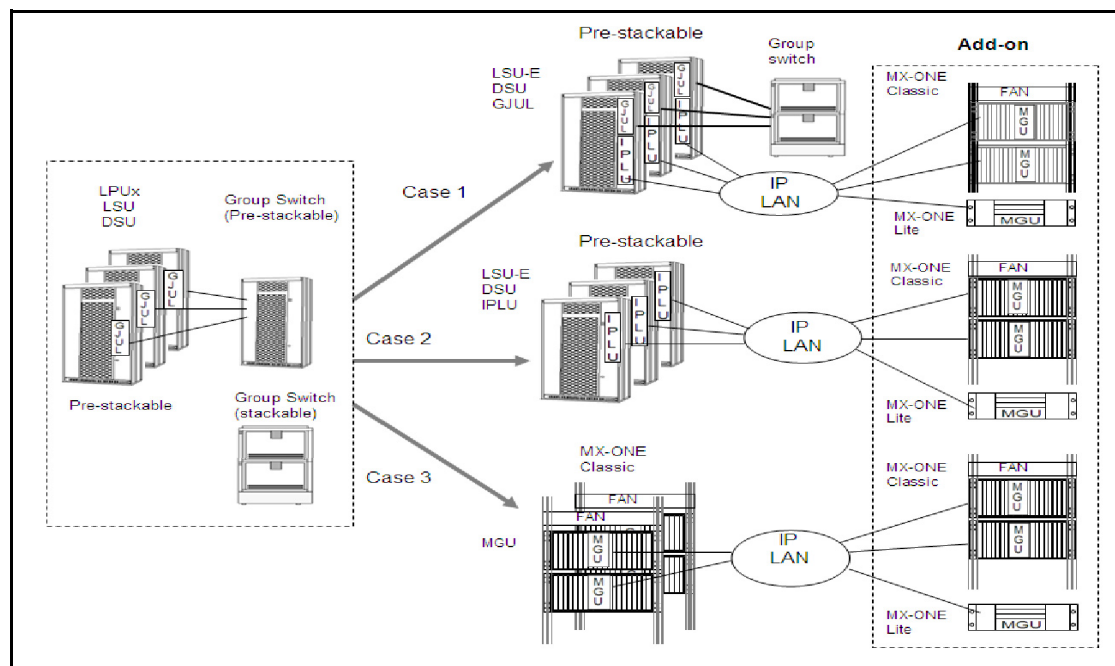 Pre-stackable
Group
switch
Add-on
LSU-E
DSU
GJUL
GJUL
GJUL
GJUL
IPLU
IPLU
IPLU
MX-ONE
Classic
FAN
MGU
MGU
IP
LAN
MX-ONE
Lite
MGU
Case 1
LPUx
LSU
DSU
Group Switch
(Pre-stackable)
GJUL
GJUL
GJUL
Pre-stackable
Group Switch
(stackable)
Case 2
Pre-stackable
LSU-E
DSU
IPLU
IPLU
IPLU
IPLU
IP
LAN
MX-ONE
Classic
FAN
MGU
MGU
MX-ONE
Lite
MGU
Case 3
MX-ONE
Classic
FAN
FAN
MGU
MGU
MGU
IP
LAN
MX-ONE
Classic
FAN
MGU
MGU
MX-ONE
Lite
MGU